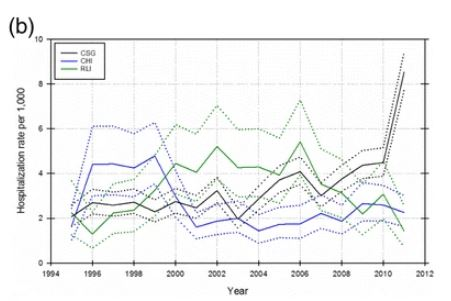 (b)
10
8
6
4
2
0
CSG
CHI
RLI
Hospitalization rate per 1,000
1994 1996 1998 2000 2002 2004 2006 2008 2010 2012
Year